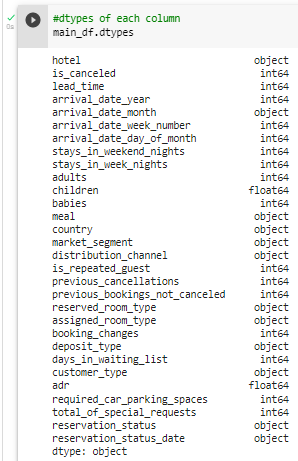 #dtypes of each column
main_df.dtypes
0s
hotel object
is_canceled int64
lead_time int64
arrival_date_year int64
arrival_date_month object
arrival_date_week_number int64
arrival_date_day_of_month int64
stays_in_weekend_nights int64
stays_in_week_nights int64
adults int64
children float64
babies int64
meal object
country object
market_segment object
distribution_channel object
is_repeated_guest int64
previous_cancellations int64
previous_bookings_not_canceled int64
reserved_room_type object
assigned_room_type object
booking_changes int64
deposit_type object
days_in_waiting_list int64
customer_type object
adr float64
required_car_parking_spaces int64
total_of_special_requests int64
reservation_status object
reservation_status_date object
dtype: object